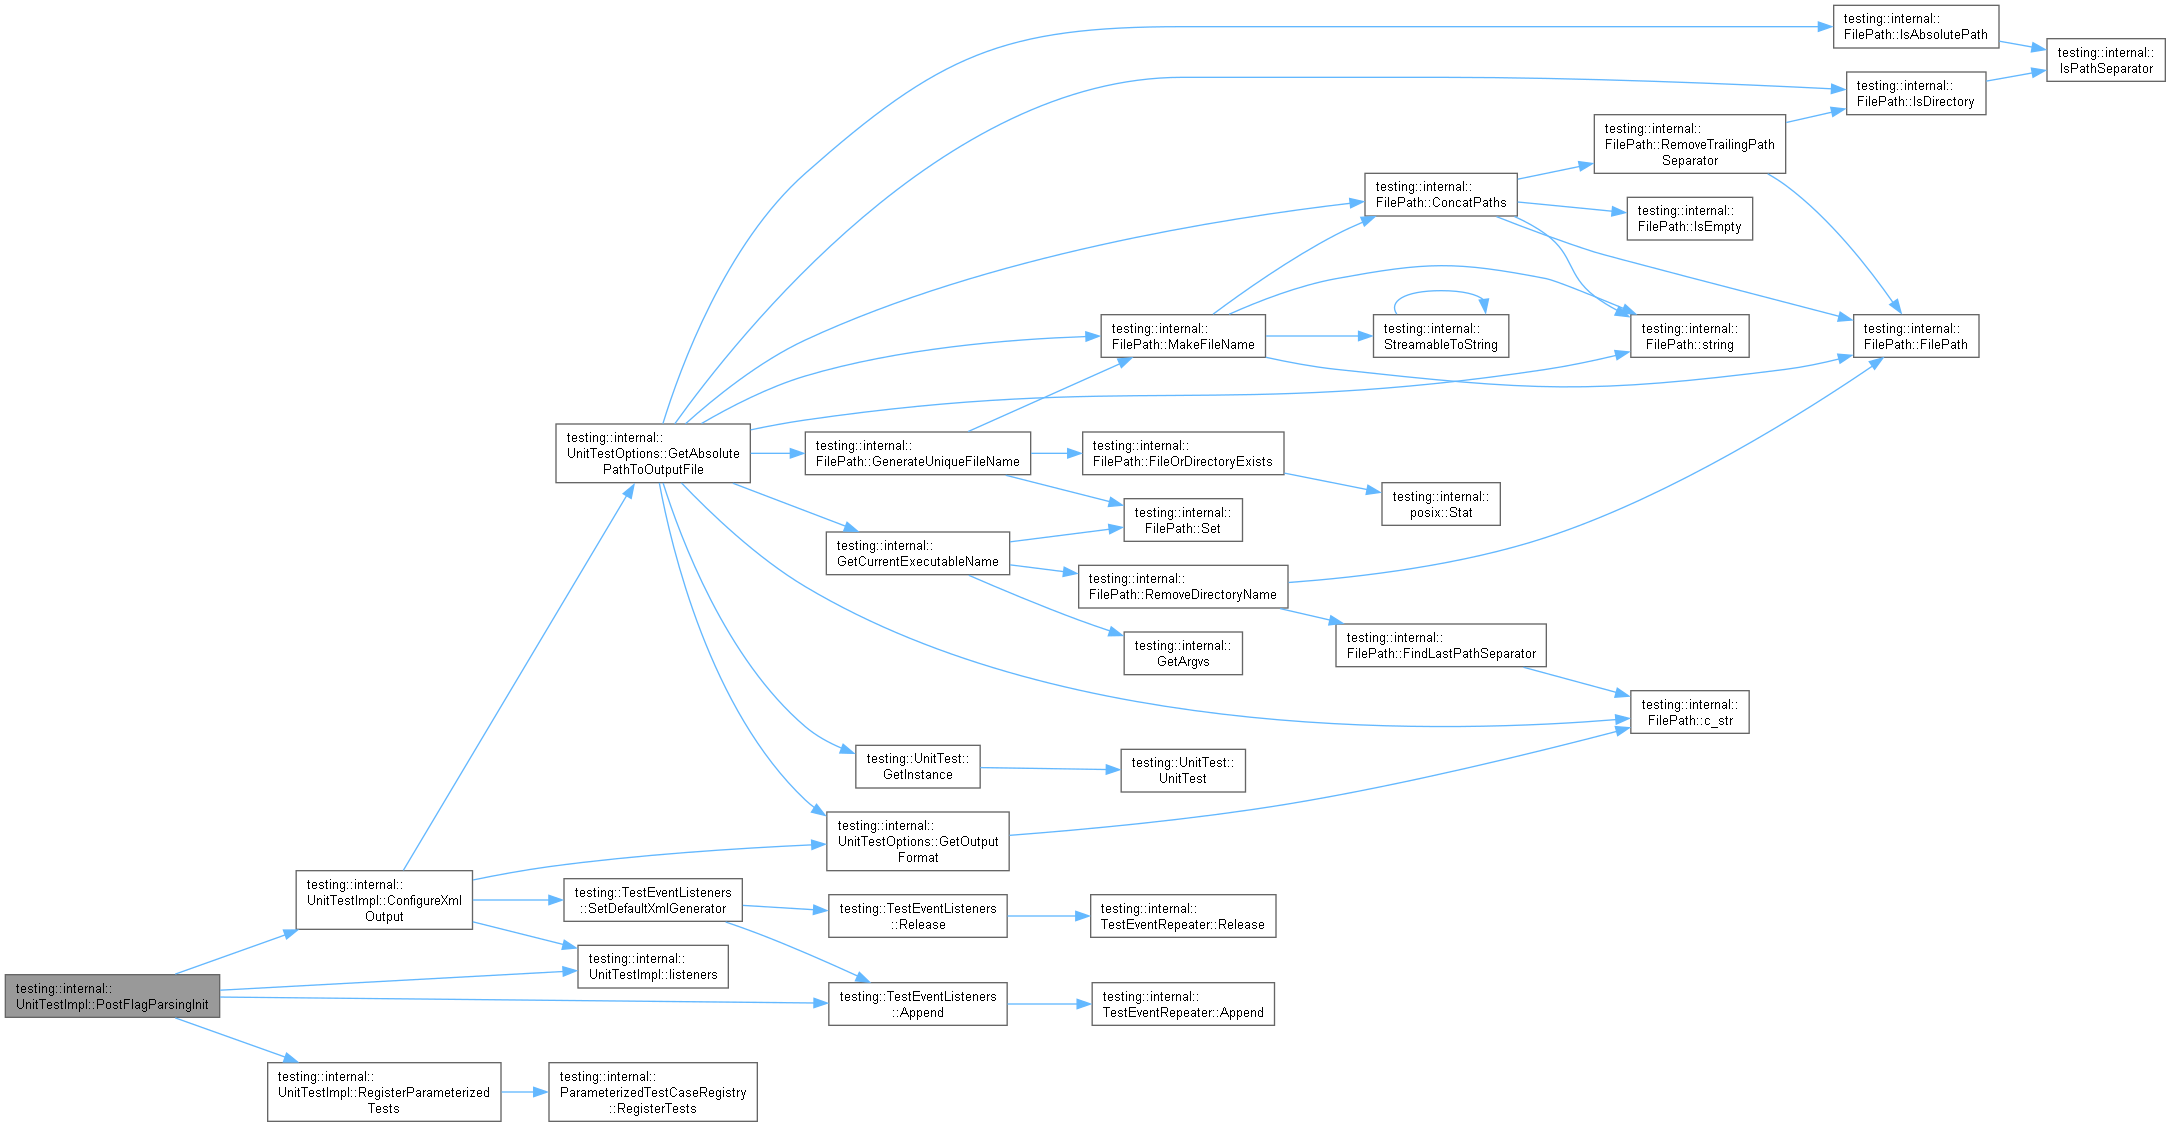 testing::internal::
FilePath::IsAbsolutePath
testing::internal::
IsPathSeparator
testing::internal::
FilePath::IsDirectory
testing::internal::
FilePath::RemoveTrailingPath
Separator
testing::internal::
FilePath::ConcatPaths
testing::internal::
FilePath::IsEmpty
testing::internal::
FilePath::MakeFileName
testing::internal::
StreamableToString
testing::internal::
FilePath::string
testing::internal::
FilePath::FilePath
testing::internal::
UnitTestOptions::GetAbsolute
PathToOutputFile
testing::internal::
FilePath::GenerateUniqueFileName
testing::internal::
FilePath::FileOrDirectoryExists
testing::internal::
posix::Stat
testing::internal::
FilePath::Set
testing::internal::
GetCurrentExecutableName
testing::internal::
FilePath::RemoveDirectoryName
testing::internal::
FilePath::FindLastPathSeparator
testing::internal::
GetArgvs
testing::internal::
FilePath::c_str
testing::UnitTest::
GetInstance
testing::UnitTest::
UnitTest
testing::internal::
UnitTestOptions::GetOutput
Format
testing::internal::
UnitTestImpl::ConfigureXml
Output
testing::TestEventListeners
::SetDefaultXmlGenerator
testing::TestEventListeners
::Release
testing::internal::
TestEventRepeater::Release
testing::internal::
UnitTestImpl::listeners
testing::internal::
UnitTestImpl::PostFlagParsingInit
testing::TestEventListeners
::Append
testing::internal::
TestEventRepeater::Append
testing::internal::
UnitTestImpl::RegisterParameterized
Tests
testing::internal::
ParameterizedTestCaseRegistry
::RegisterTests